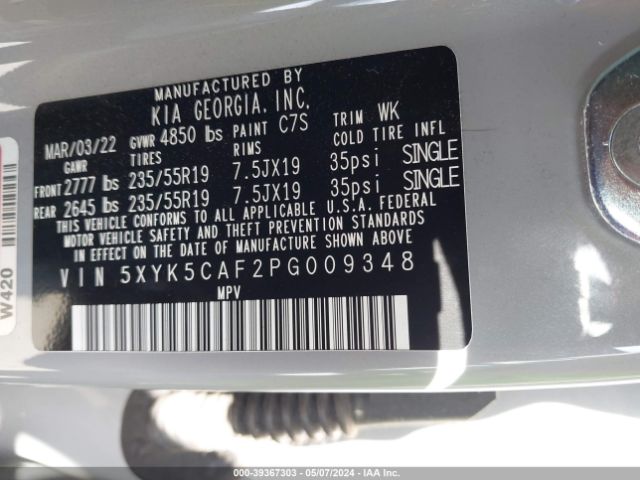 MANUFACTURED BY
KIA GEORGIA, INC.
MAR/03/22 GVWR 4850 lbs PAINT C7S TRIM WK
GAWR TIRES RIMS COLD TIRE INFL
FRONT 2777 lbs 235/55R19 7.5JX19 35psi SINGLE
REAR 2645 lbs 235/55R19 7.5JX19 35psi SINGLE
THIS VEHICLE CONFORMS TO ALL APPLICABLE U.S.A. FEDERAL
MOTOR VEHICLE SAFETY AND THEFT PREVENTION STANDARDS
IN EFFECT ON THE DATE OF MANUFACTURE SHOWN ABOVE.
VIN 5XYK5CAF2PG009348
MPV
W420
000-39367303 - 05/07/2024 - IAA Inc.